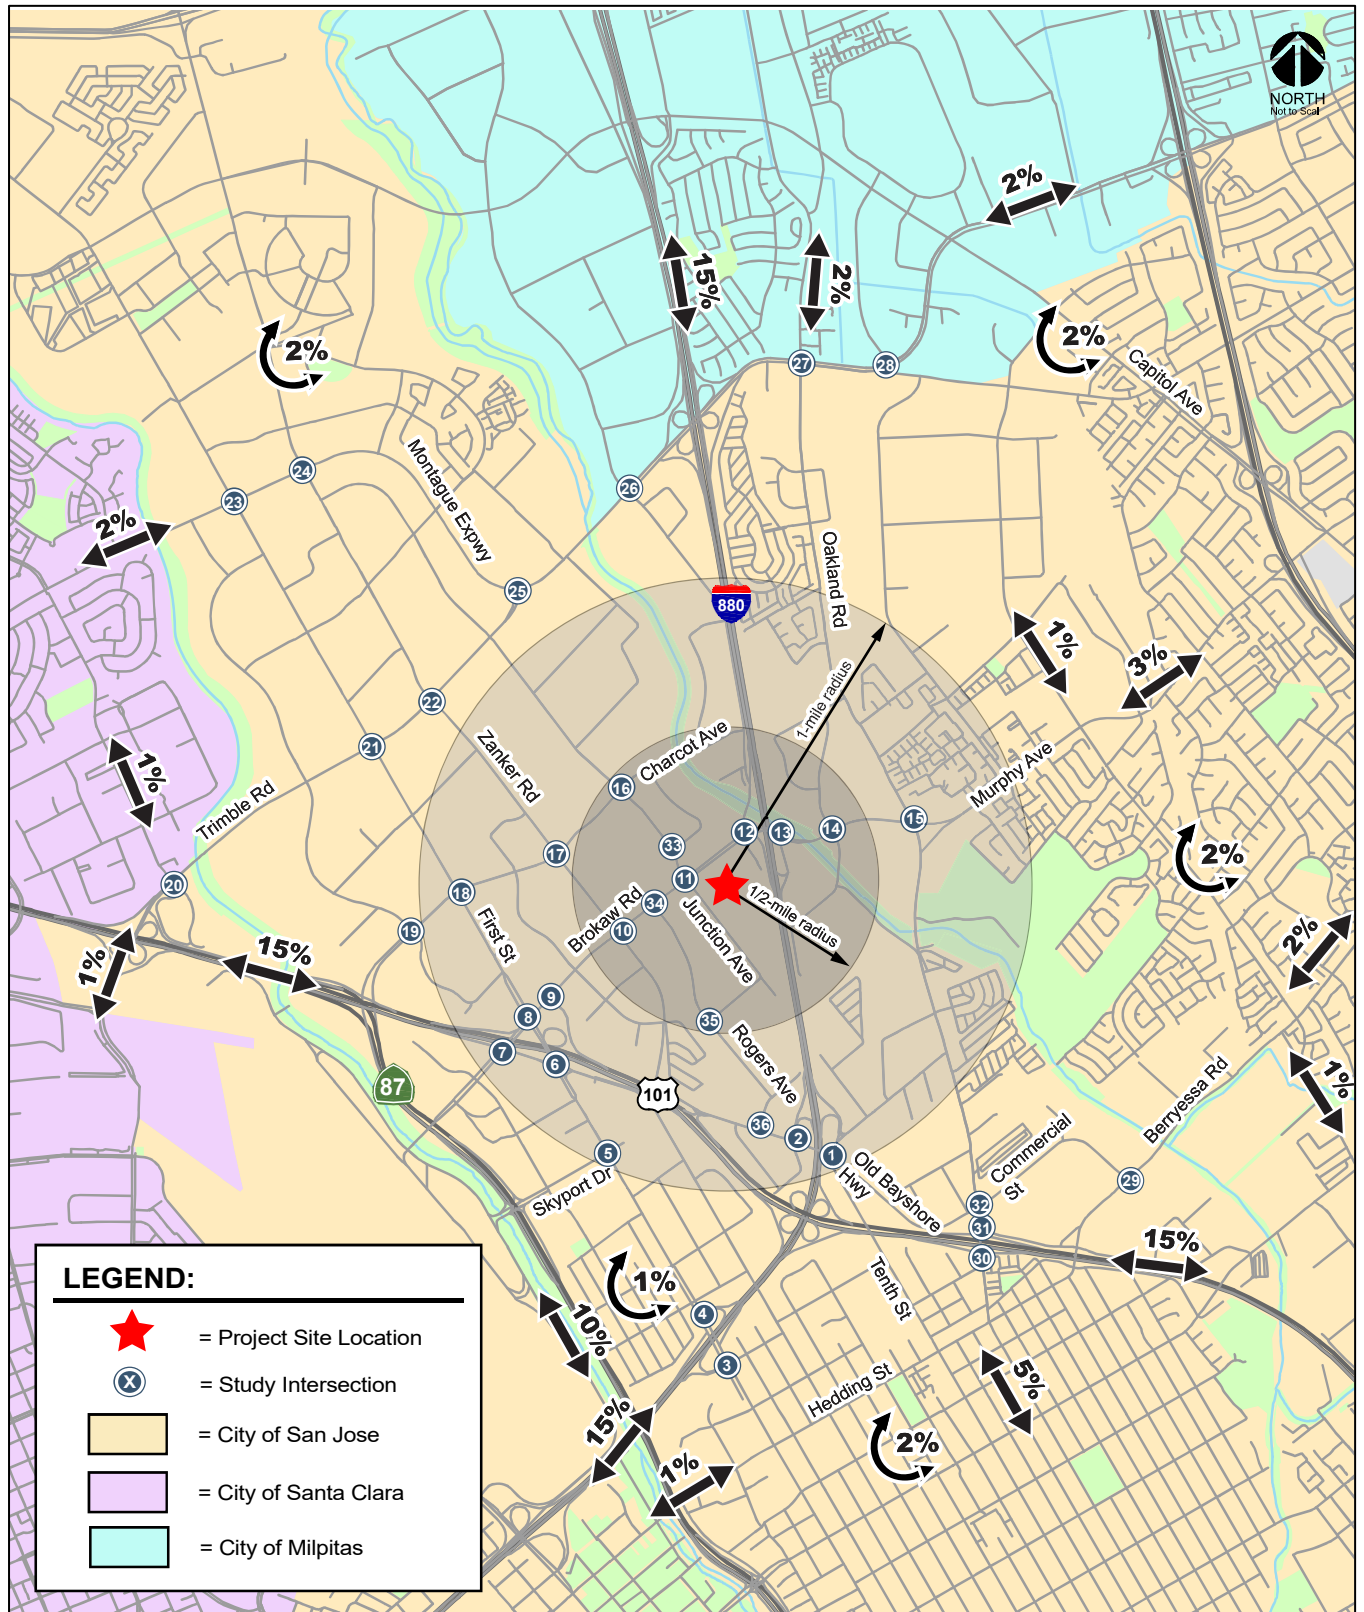 NORTH
Not to Scal
2%
15%
2%
2%
2%
Capitol Ave
27
28
Montague Expwy
24
23
26
2%
Oakland Rd
25
880
1%
3%
1-mile radius
22
21
Zanker Rd
Charcot Ave
Murphy Ave
1%
Trimble Rd
16
12
13
14
15
33
17
2%
11
20
18
1/2-mile radius
34
Brokaw Rd
Junction Ave
First St
10
19
2%
15%
1%
9
8
35
7
6
Rogers Ave
87
101
1%
Berryessa Rd
36
2
1
5
Old Bayshore
Hwy
Commercial
St
29
Skyport Dr
32
31
30
15%
Tenth St
1%
10%
4
3
5%
Hedding St
15%
2%
1%
LEGEND:
= Project Site Location
X
= Study Intersection
= City of San Jose
= City of Santa Clara
= City of Milpitas